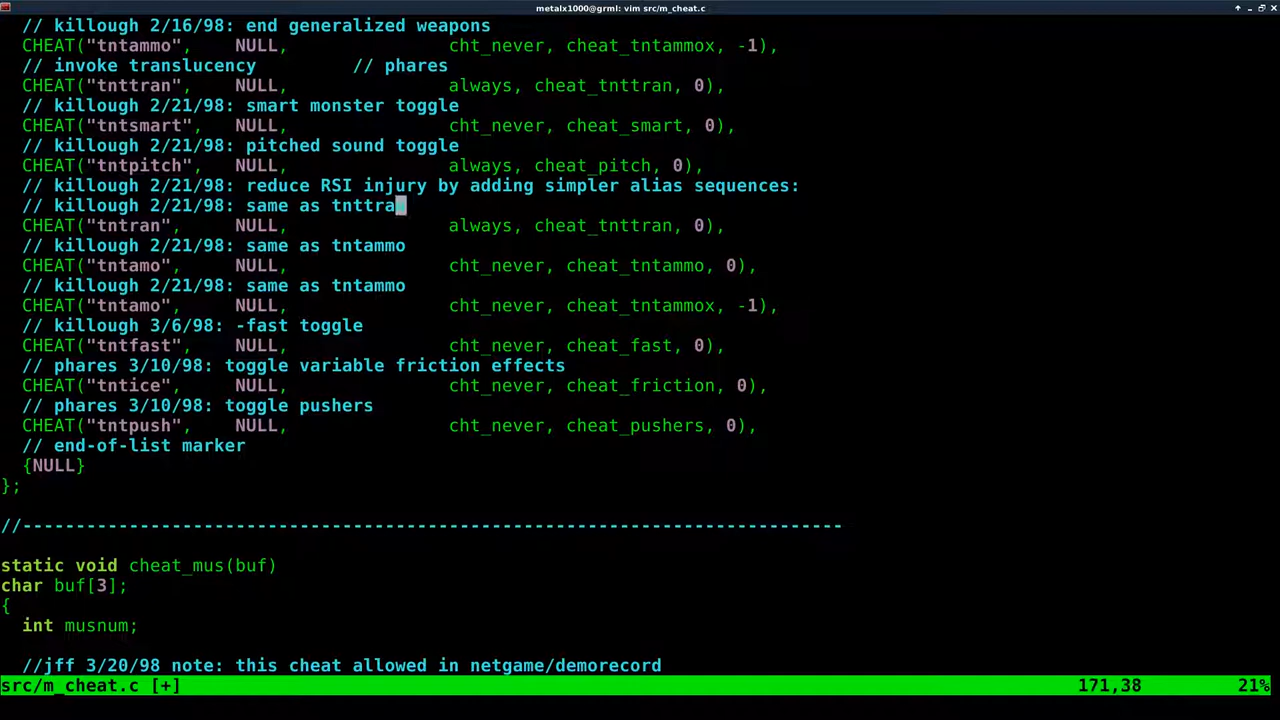 metalx1000@grml: vim src/m_cheat.c
// killough 2/16/98: end generalized weapons
CHEAT("tntammo", NULL, cht_never, cheat_tntammox, -1),
// invoke translucency // phares
CHEAT("tnttran", NULL, always, cheat_tnttran, 0),
// killough 2/21/98: smart monster toggle
CHEAT("tntsmart", NULL, cht_never, cheat_smart, 0),
// killough 2/21/98: pitched sound toggle
CHEAT("tntpitch", NULL, always, cheat_pitch, 0),
// killough 2/21/98: reduce RSI injury by adding simpler alias sequences:
// killough 2/21/98: same as tnttran
CHEAT("tntran", NULL, always, cheat_tnttran, 0),
// killough 2/21/98: same as tntammo
CHEAT("tntamo", NULL, cht_never, cheat_tntammo, 0),
// killough 2/21/98: same as tntammo
CHEAT("tntamo", NULL, cht_never, cheat_tntammox, -1),
// killough 3/6/98: -fast toggle
CHEAT("tntfast", NULL, cht_never, cheat_fast, 0),
// phares 3/10/98: toggle variable friction effects
CHEAT("tntice", NULL, cht_never, cheat_friction, 0),
// phares 3/10/98: toggle pushers
CHEAT("tntpush", NULL, cht_never, cheat_pushers, 0),
// end-of-list marker
{NULL}
};
//-----------------------------------------------------------------------------
static void cheat_mus(buf)
char buf[3];
{
int musnum;
//jff 3/20/98 note: this cheat allowed in netgame/demorecord
src/m_cheat.c [+] 171,38 21%